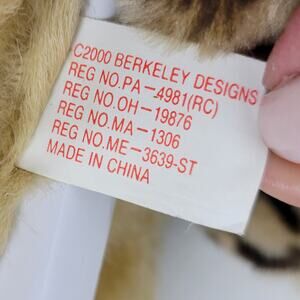 C2000 BERKELEY DESIGNS
REG NO.PA-4981(RC)
REG NO.OH-19876
REG NO.MA-1306
REG NO.ME-3639-ST
MADE IN CHINA